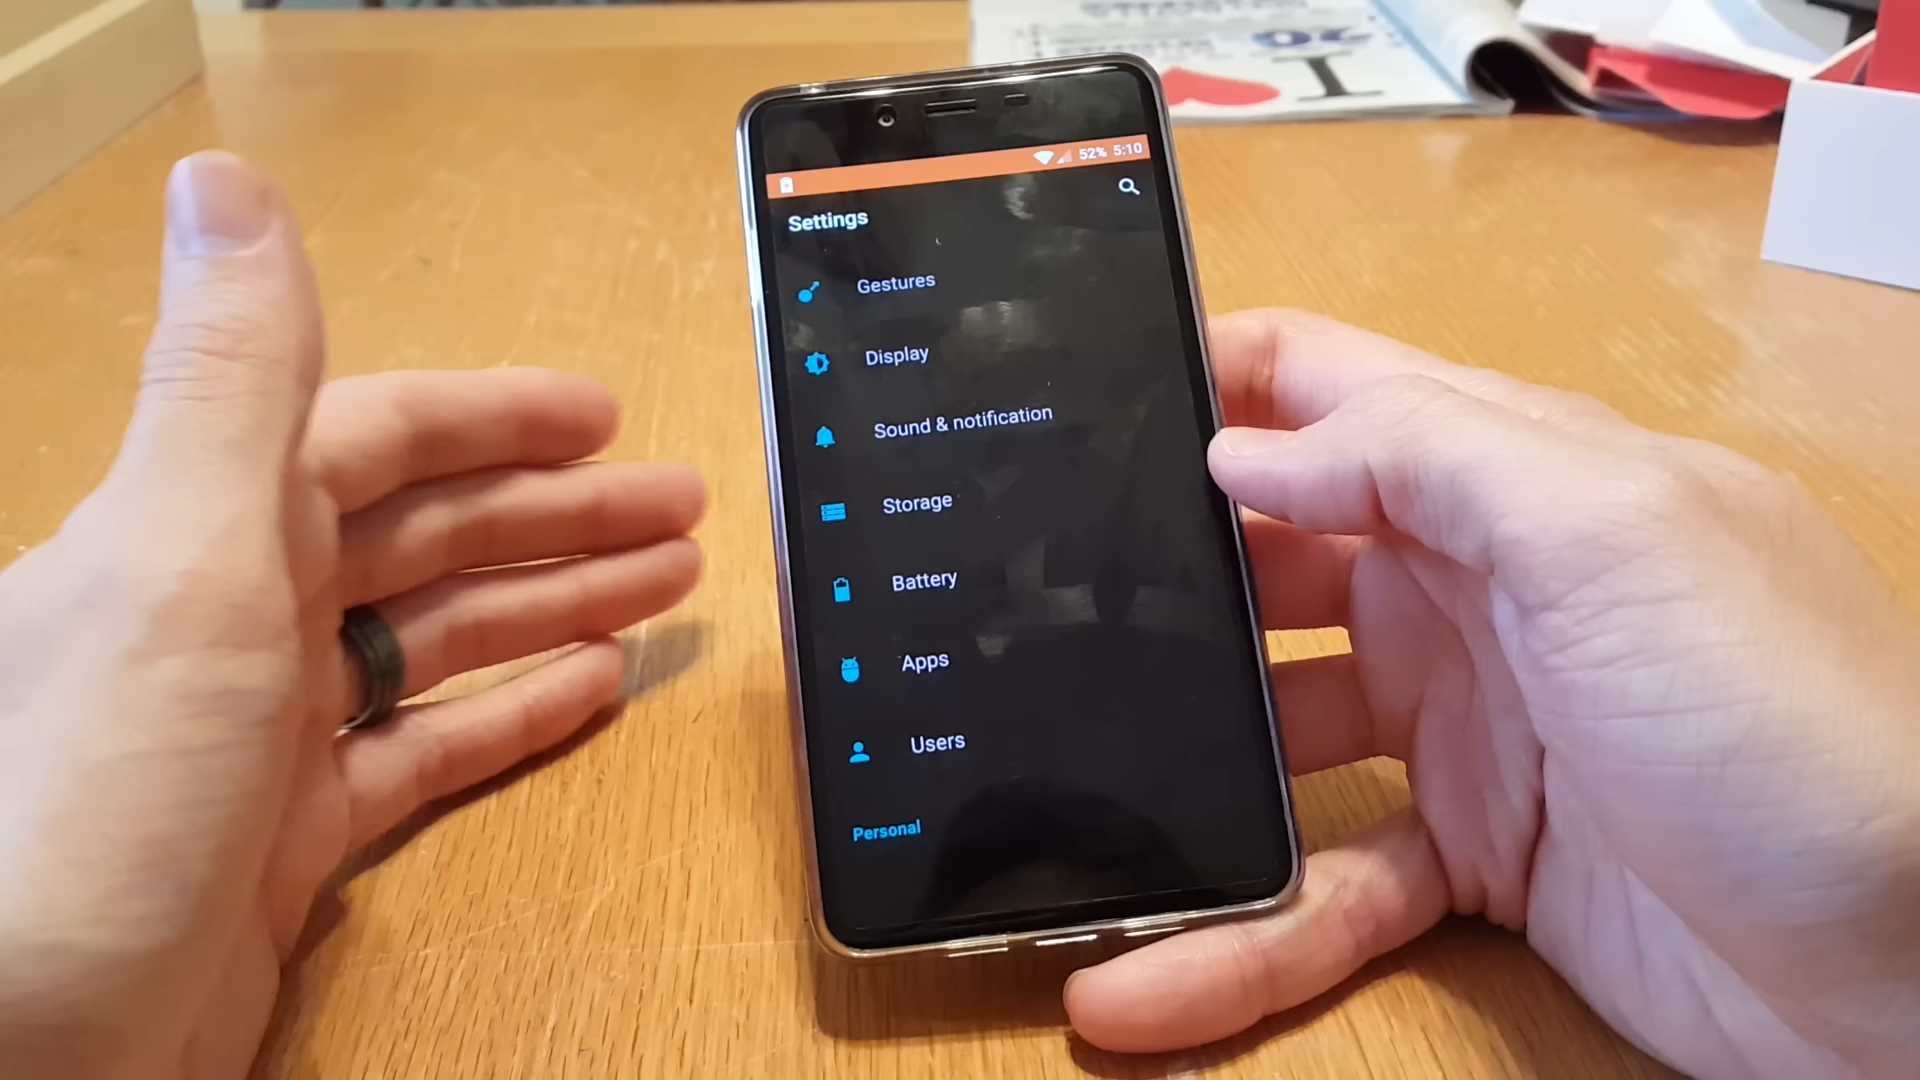 52% 5:10
Settings
Gestures
Display
Sound & notification
Storage
Battery
Apps
Users
Personal